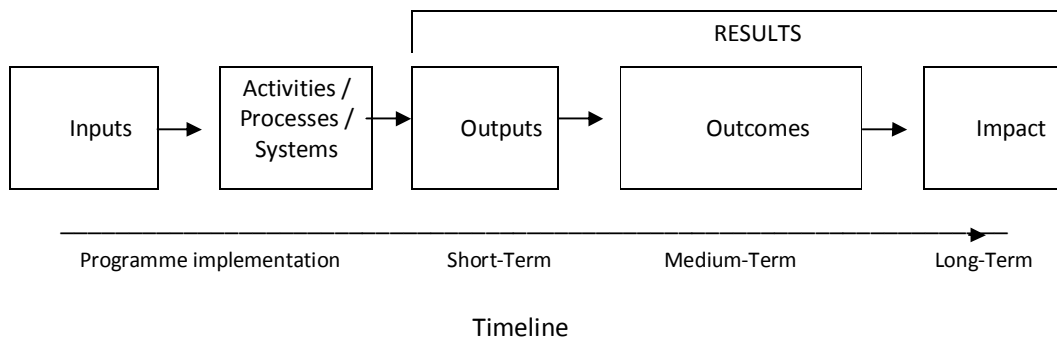 RESULTS
Inputs
Activities /
Processes /
Systems
Outputs
Outcomes
Impact
Programme implementation
Short-Term
Medium-Term
Long-Term
Timeline